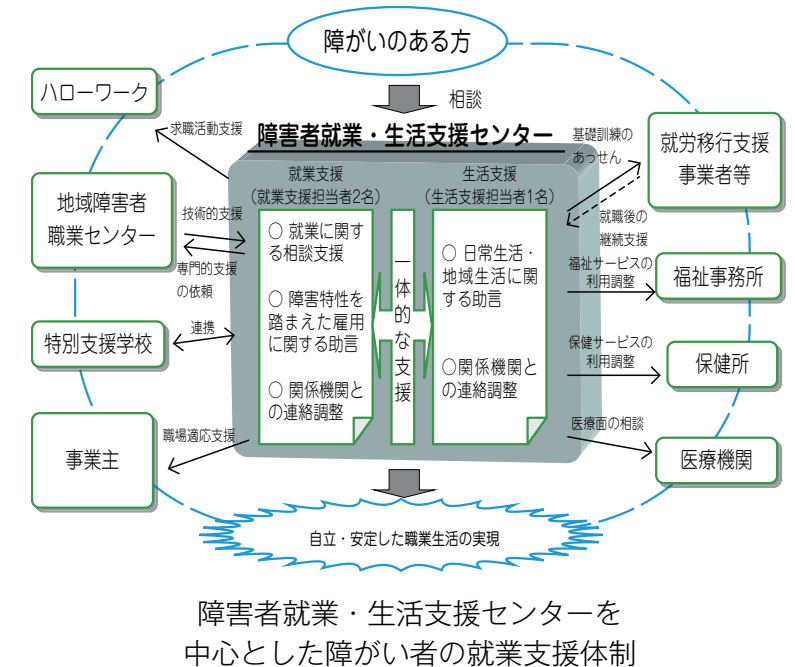 障がいのある方
相談
ハローワーク
求職活動支援
障害者就業・生活支援センター
基礎訓練の
あっせん
就労移行支援
事業者等
就職後の
継続支援
地域障害者
職業センター
技術的支援
専門的支援
の依頼
就業支援
(就業支援担当者2名)
生活支援
(生活支援担当者1名)
○ 就業に関す
る相談支援
○ 障害特性を
踏まえた雇用
に関する助言
○ 関係機関と
の連絡調整
一体的な支援
○ 日常生活・
地域生活に関
する助言
○関係機関と
の連絡調整
福祉サービスの
利用調整
福祉事務所
特別支援学校
連携
保健サービスの
利用調整
保健所
事業主
職場適応支援
医療面の相談
医療機関
自立・安定した職業生活の実現
障害者就業・生活支援センターを
中心とした障がい者の就業支援体制